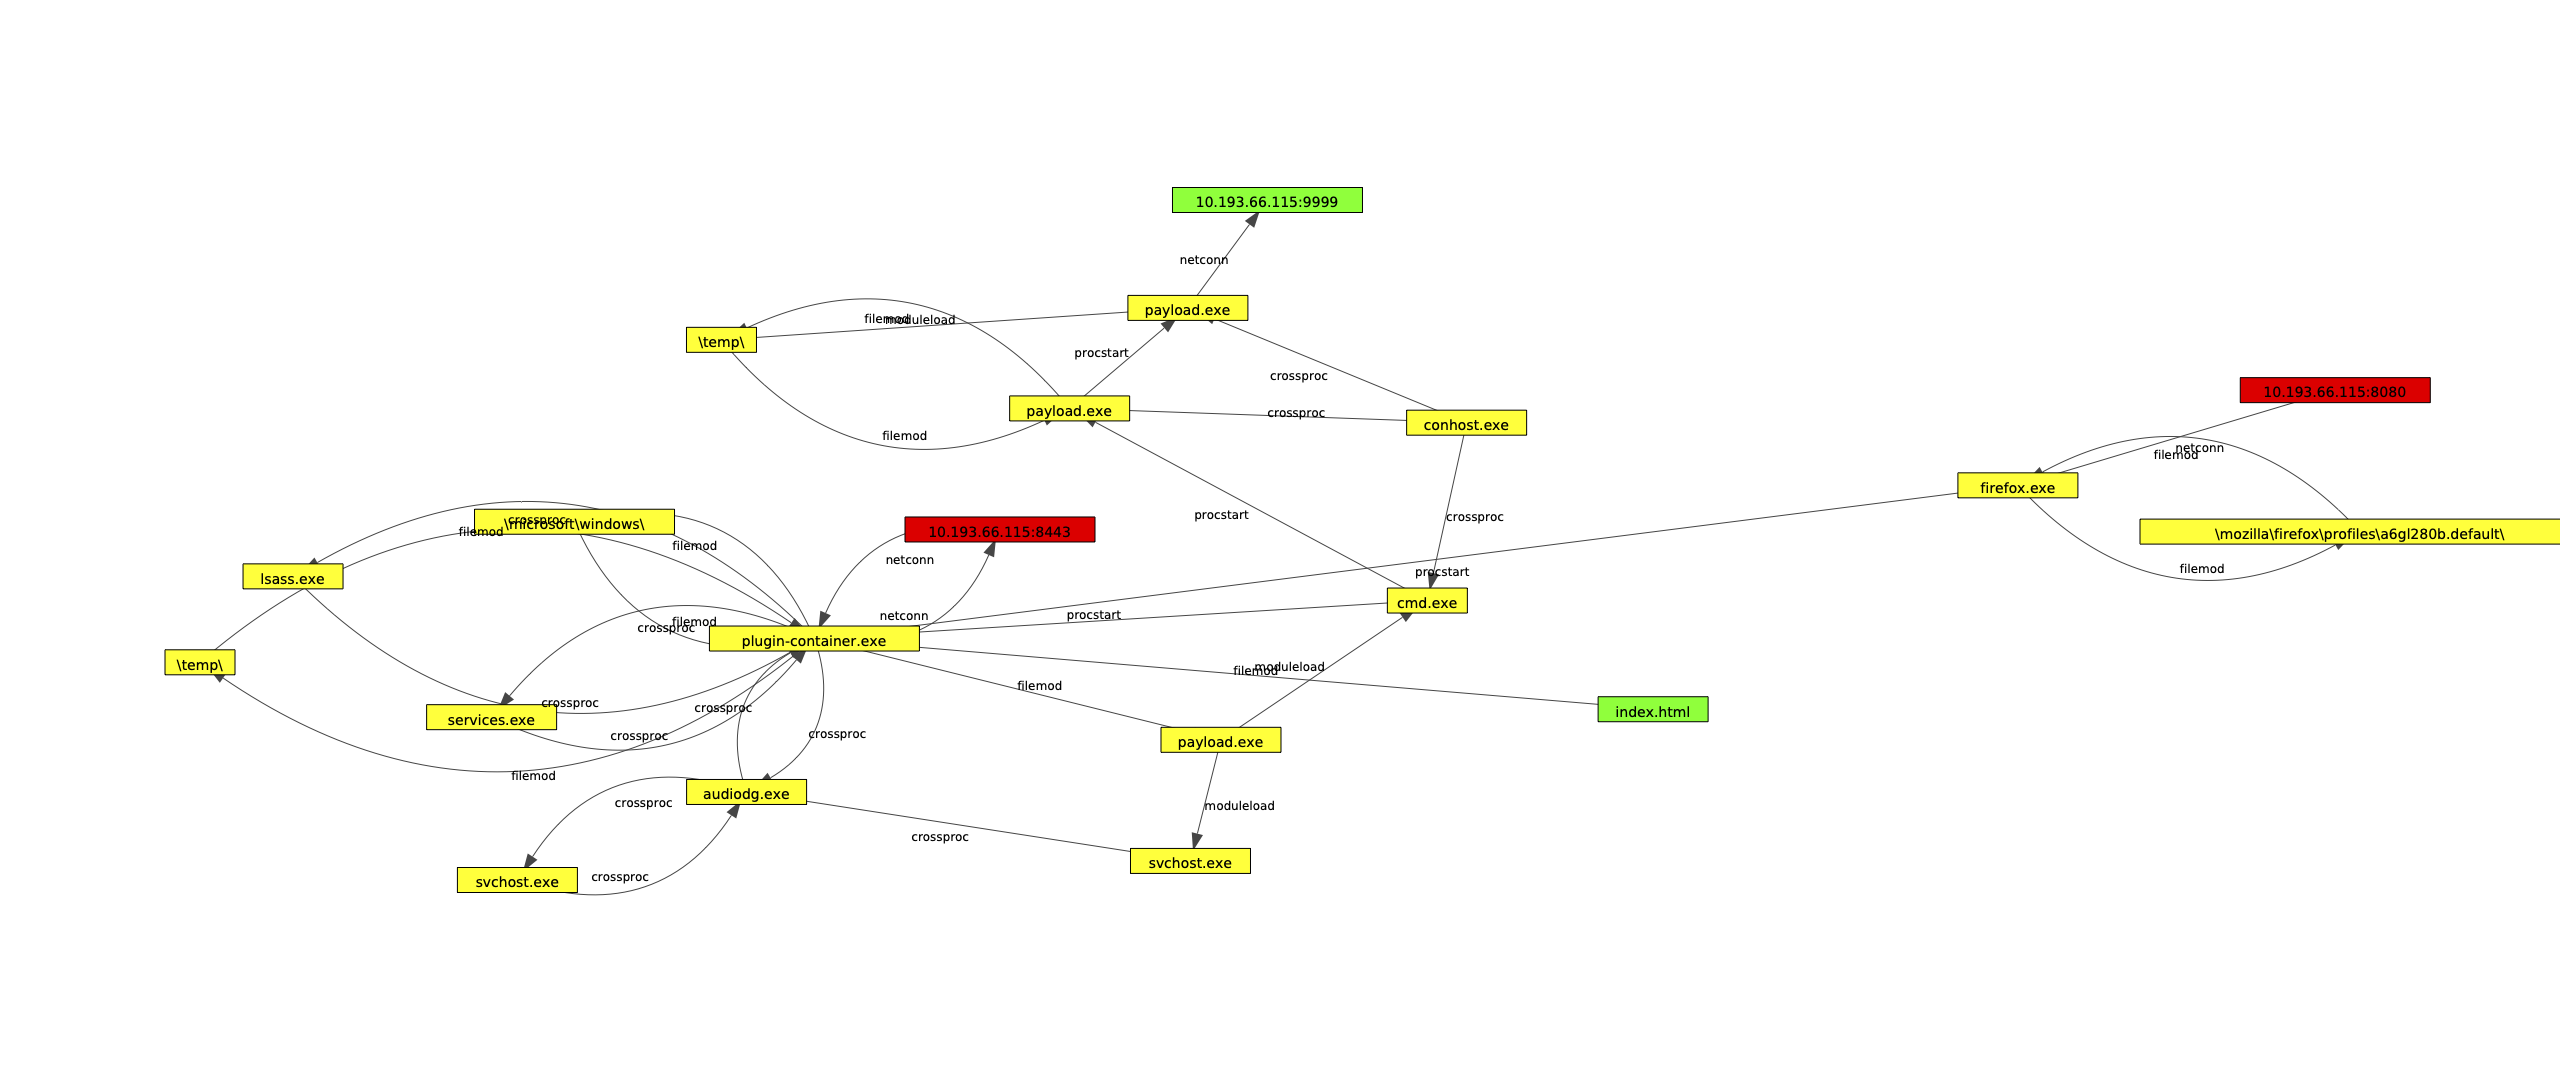 10.193.66.115:9999
netconn
payload.exe
filemod
moduleload
\temp\
procstart
crossproc
10.193.66.115:8080
payload.exe
crossproc
conhost.exe
filemod
netconn
filemod
firefox.exe
procstart
crossproc
crossproc
\microsoft\windows\
filemod
filemod
10.193.66.115:8443
\mozilla\firefox\profiles\a6gl280b.default\
netconn
procstart
filemod
lsass.exe
cmd.exe
netconn
procstart
filemod
crossproc
plugin-container.exe
\temp\
filemod
moduleload
filemod
crossproc
crossproc
index.html
services.exe
crossproc
crossproc
payload.exe
filemod
audiodg.exe
crossproc
moduleload
crossproc
svchost.exe
crossproc
svchost.exe